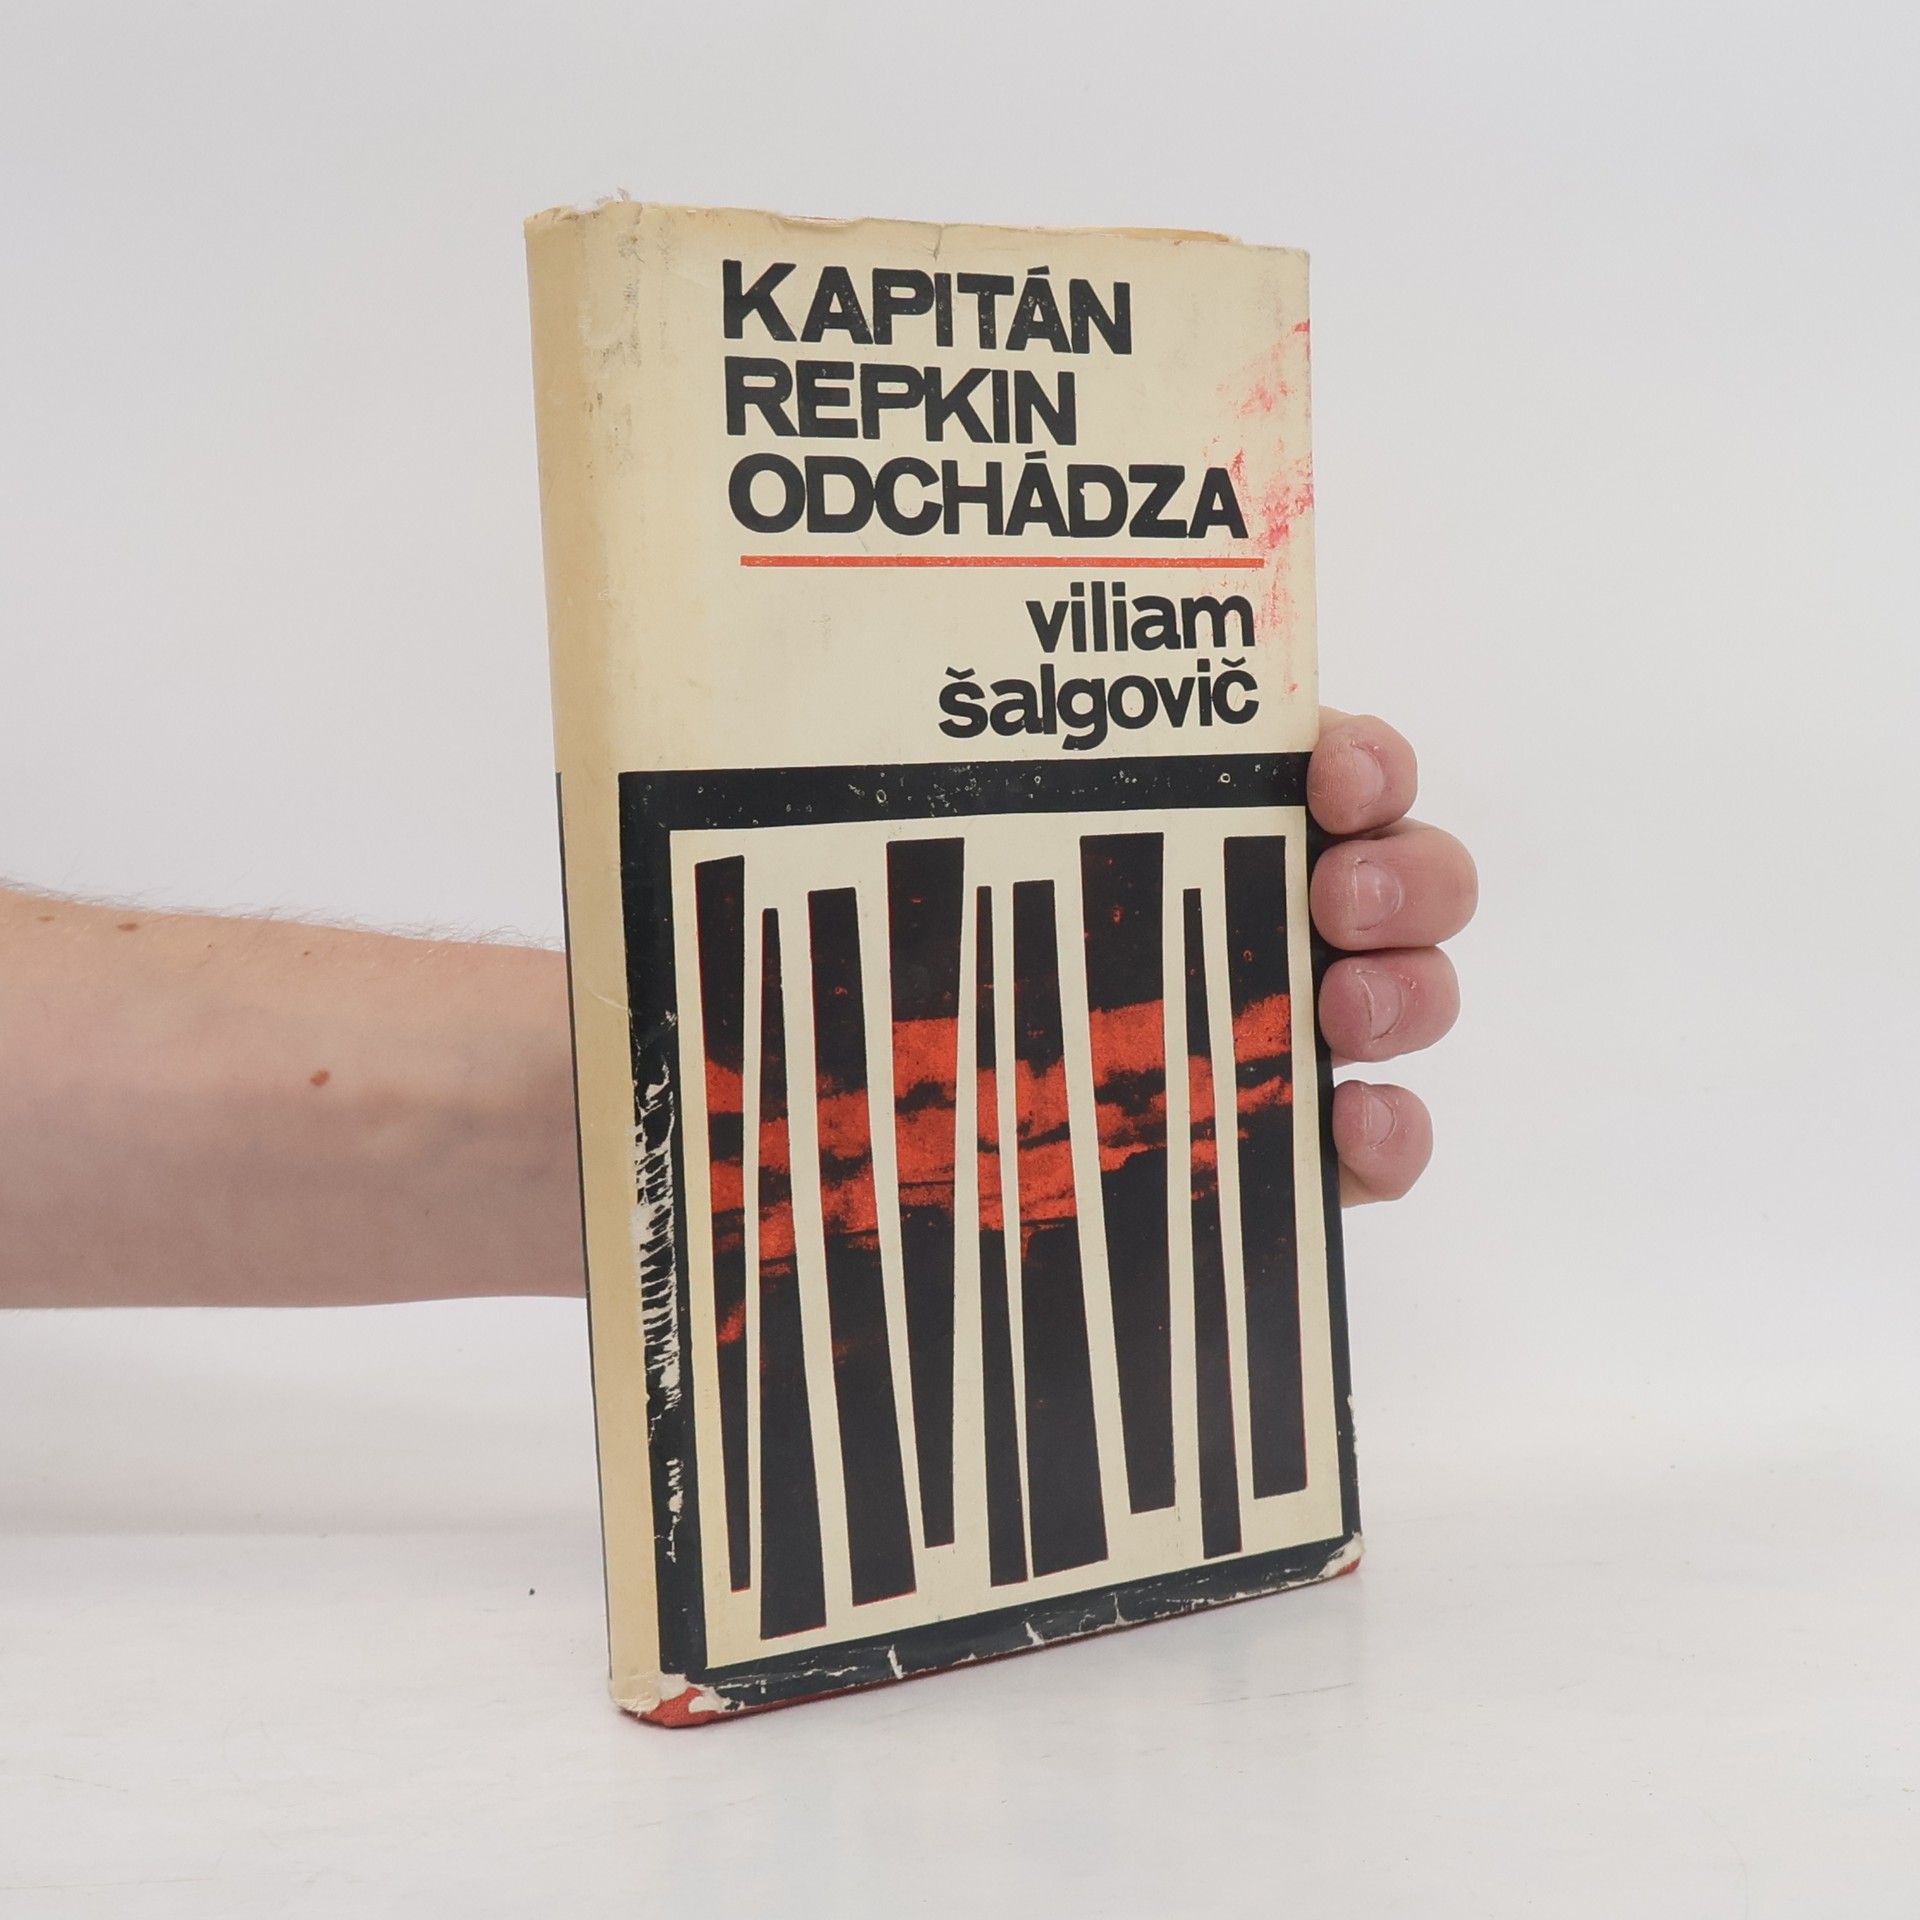 KAPITÁN
REPKIN
ODCHÁDZA
viliam
šalgovič